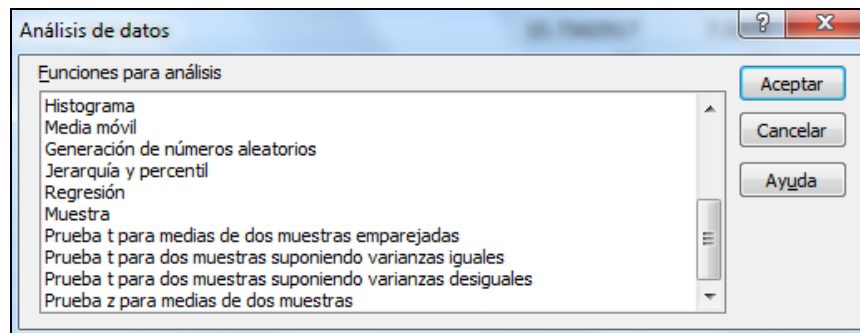 Análisis de datos
Funciones para análisis
Histograma
Media móvil
Generación de números aleatorios
Jerarquía y percentil
Regresión
Muestra
Prueba t para medias de dos muestras emparejadas
Prueba t para dos muestras suponiendo varianzas iguales
Prueba t para dos muestras suponiendo varianzas desiguales
Prueba z para medias de dos muestras
Aceptar
Cancelar
Ayuda